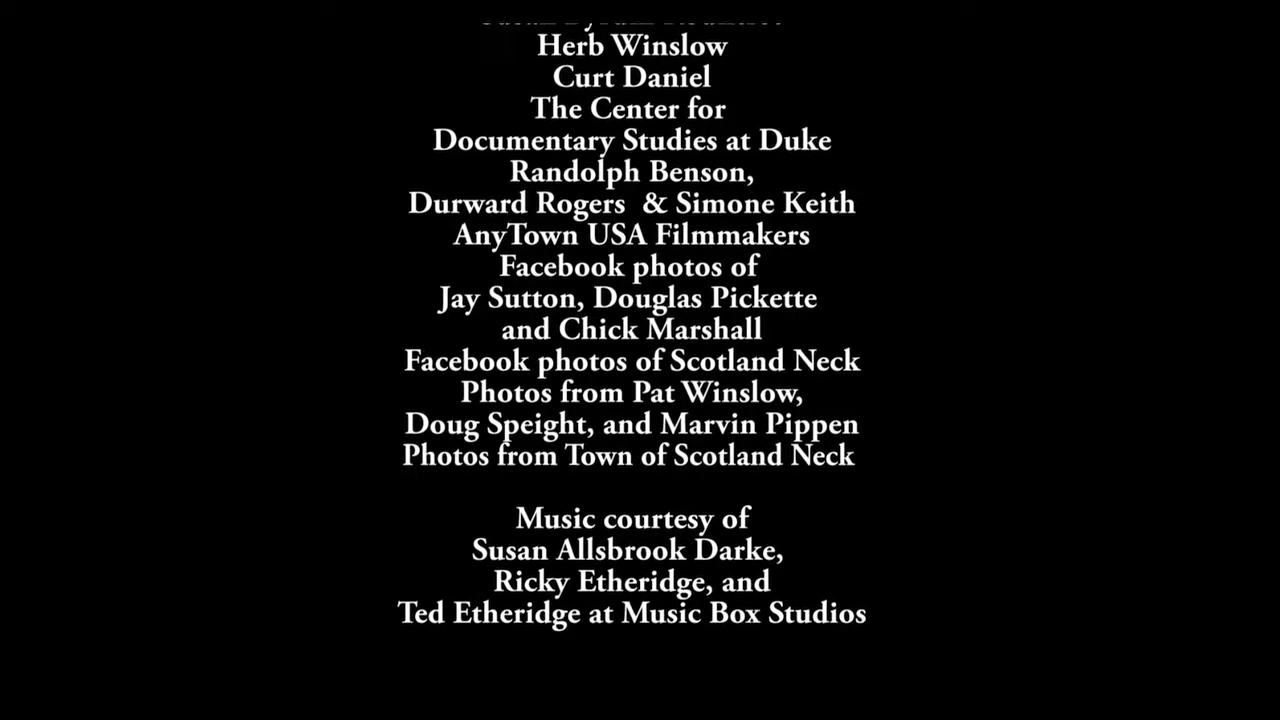 Herb Winslow
Curt Daniel
The Center for
Documentary Studies at Duke
Randolph Benson,
Durward Rogers & Simone Keith
AnyTown USA Filmmakers
Facebook photos of
Jay Sutton, Douglas Pickette
and Chick Marshall
Facebook photos of Scotland Neck
Photos from Pat Winslow,
Doug Speight, and Marvin Pippen
Photos from Town of Scotland Neck
Music courtesy of
Susan Allsbrook Darke,
Ricky Etheridge, and
Ted Etheridge at Music Box Studios